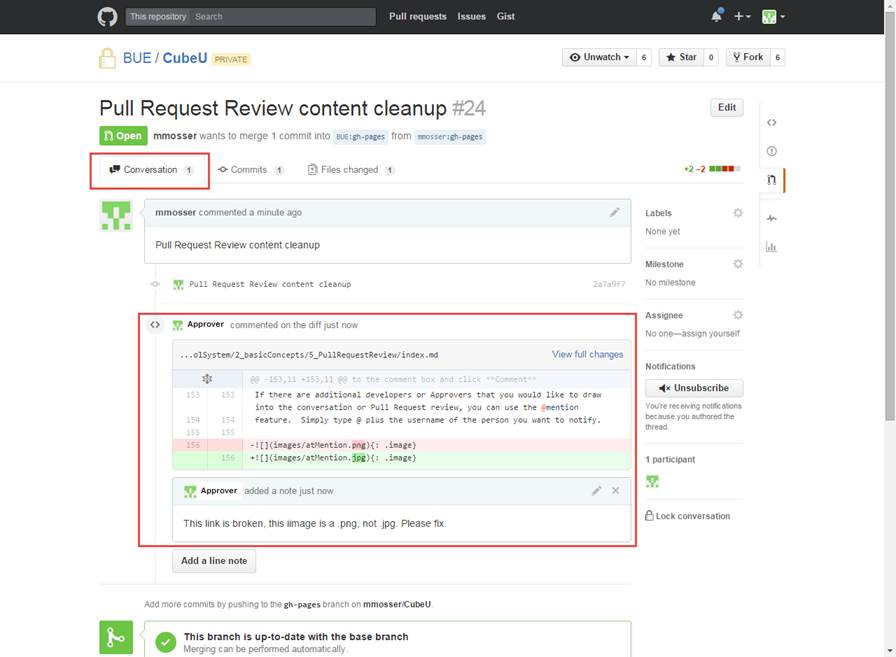 This repository Search Pull requests Issues Gist
BUE / CubeU PRIVATE Unwatch 6 Star 0 Fork 6
Pull Request Review content cleanup #24 Edit
Open mmosser wants to merge 1 commit into BUE:gh-pages from mmosser:gh-pages
Conversation 1 Commits 1 Files changed 1 +2 −2
mmosser commented a minute ago
Pull Request Review content cleanup
Pull Request Review content cleanup 2a7a9f7
Approver commented on the diff just now
...olSystem/2_basicConcepts/5_PullRequestReview/index.md View full changes
@@ -153,11 +153,11 @@ to the comment box and click **Comment**
153 153 If there are additional developers or Approvers that you would like to draw
into the conversation or Pull Request review, you can use the @mention
154 154 feature. Simply type @ plus the username of the person you want to notify.
155 155
156 -![](images/atMention.png){: .image}
156 +![](images/atMention.jpg){: .image}
Approver added a note just now
This link is broken, this iimage is a .png, not .jpg. Please fix.
Add a line note
Add more commits by pushing to the gh-pages branch on mmosser/CubeU.
This branch is up-to-date with the base branch
Merging can be performed automatically.
Labels
None yet
Milestone
No milestone
Assignee
No one—assign yourself
Notifications
Unsubscribe
You're receiving notifications
because you authored the
thread.
1 participant
Lock conversation